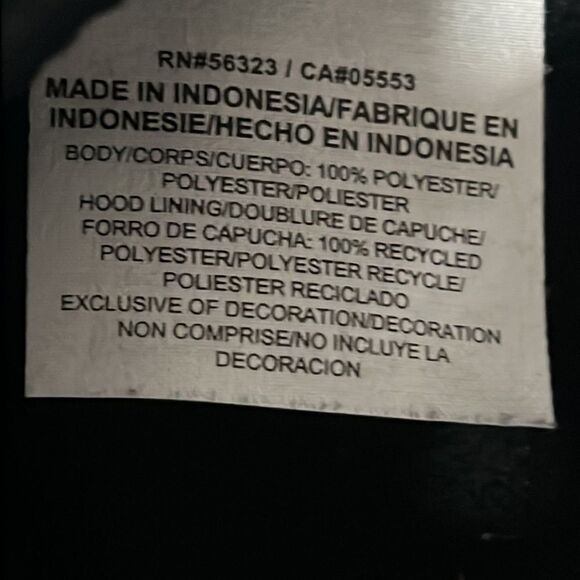 RN#56323 / CA#05553
MADE IN INDONESIA/FABRIQUE EN
INDONESIE/HECHO EN INDONESIA
BODY/CORPS/CUERPO: 100% POLYESTER/
POLYESTER/POLIESTER
HOOD LINING/DOUBLURE DE CAPUCHE/
FORRO DE CAPUCHA: 100% RECYCLED
POLYESTER/POLYESTER RECYCLE/
POLIESTER RECICLADO
EXCLUSIVE OF DECORATION/DECORATION
NON COMPRISE/NO INCLUYE LA
DECORACION